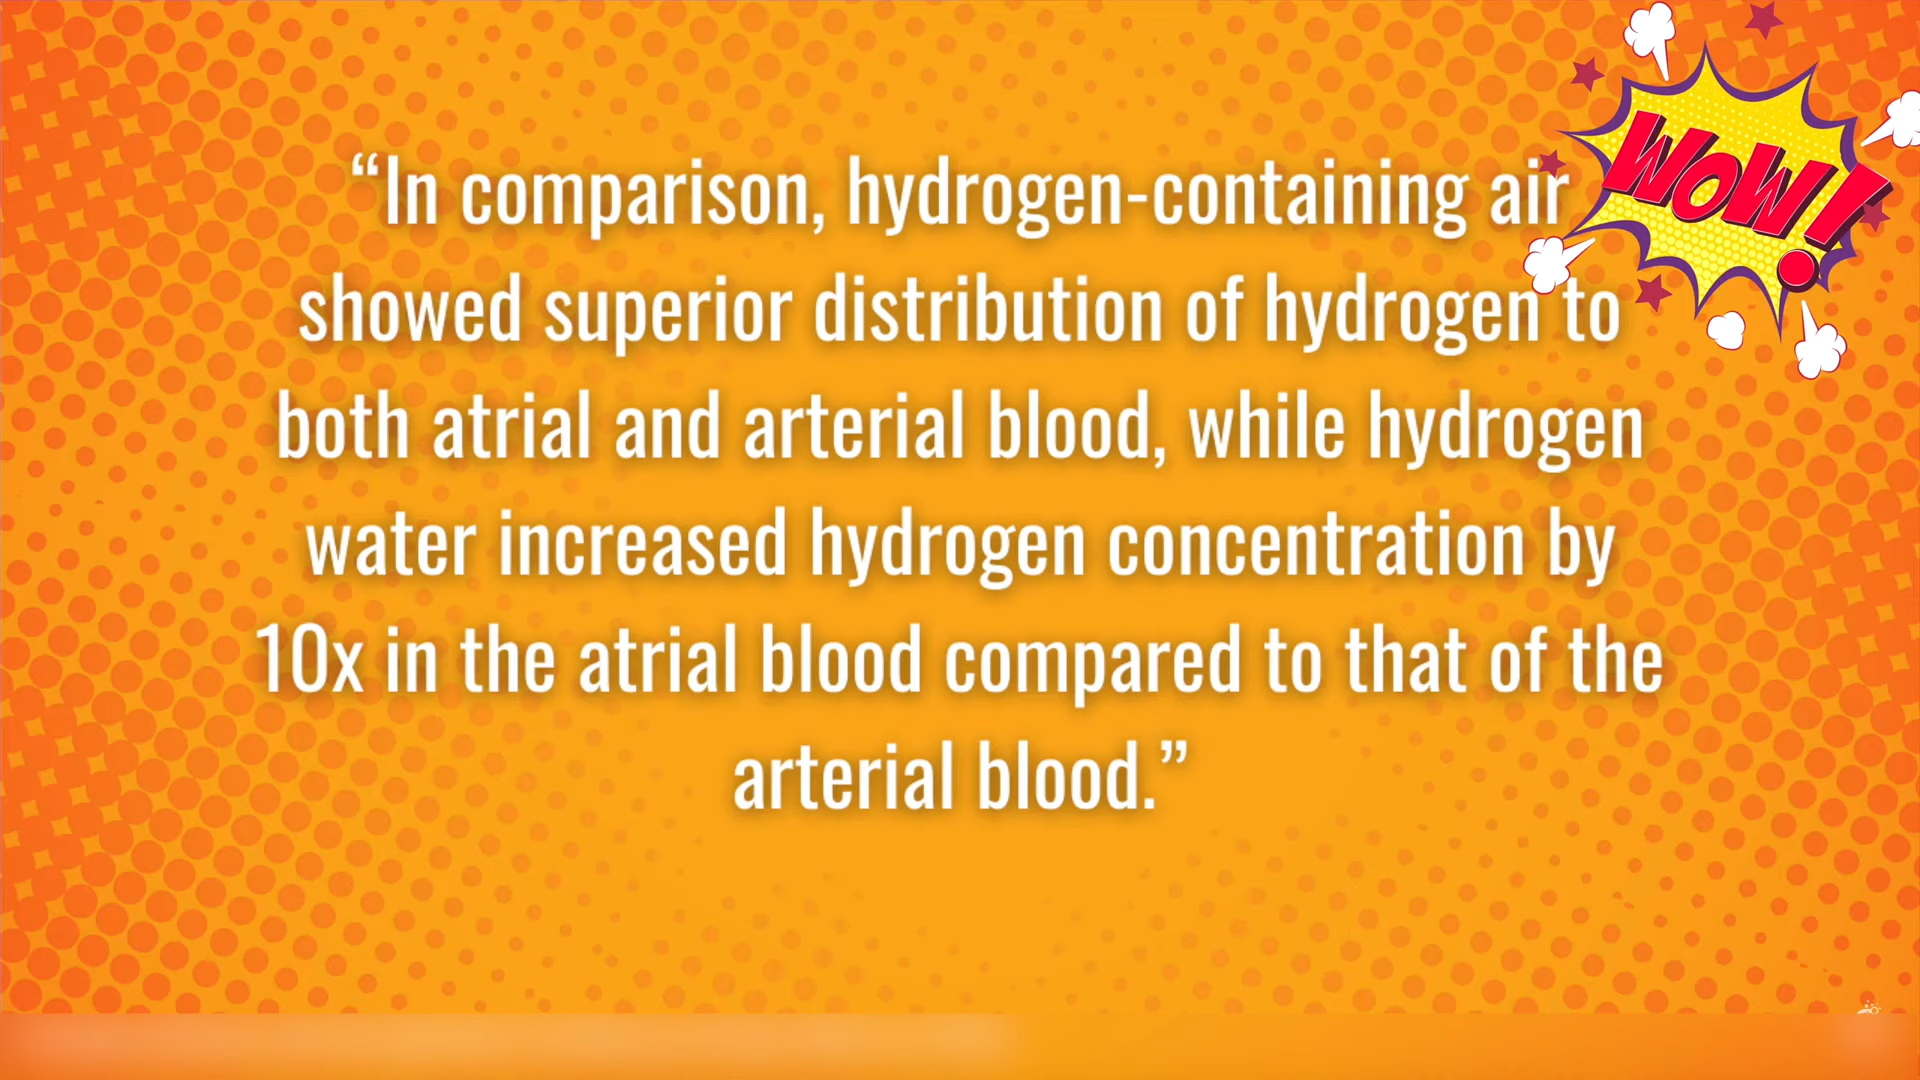 “In comparison, hydrogen-containing air
showed superior distribution of hydrogen to
both atrial and arterial blood, while hydrogen
water increased hydrogen concentration by
10x in the atrial blood compared to that of the
arterial blood.”
WOW!